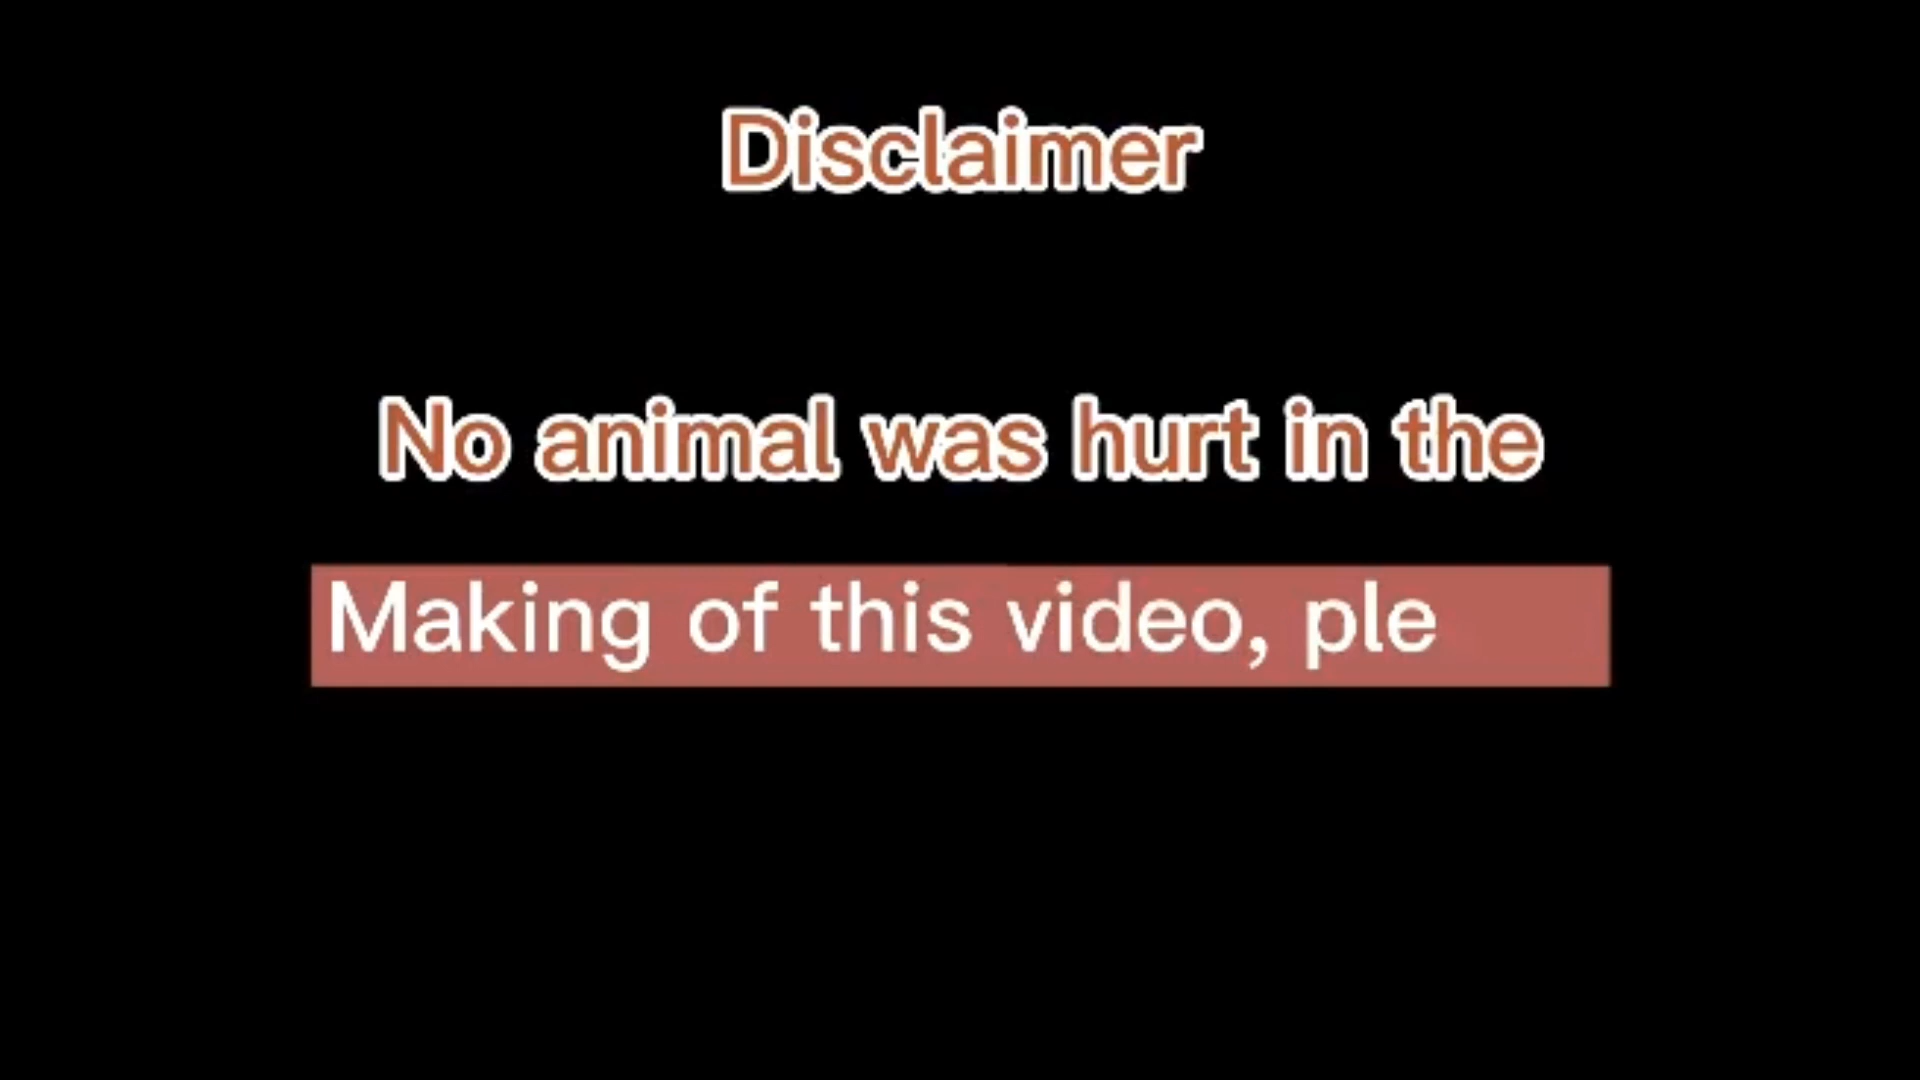 Disclaimer
No animal was hurt in the
Making of this video, ple